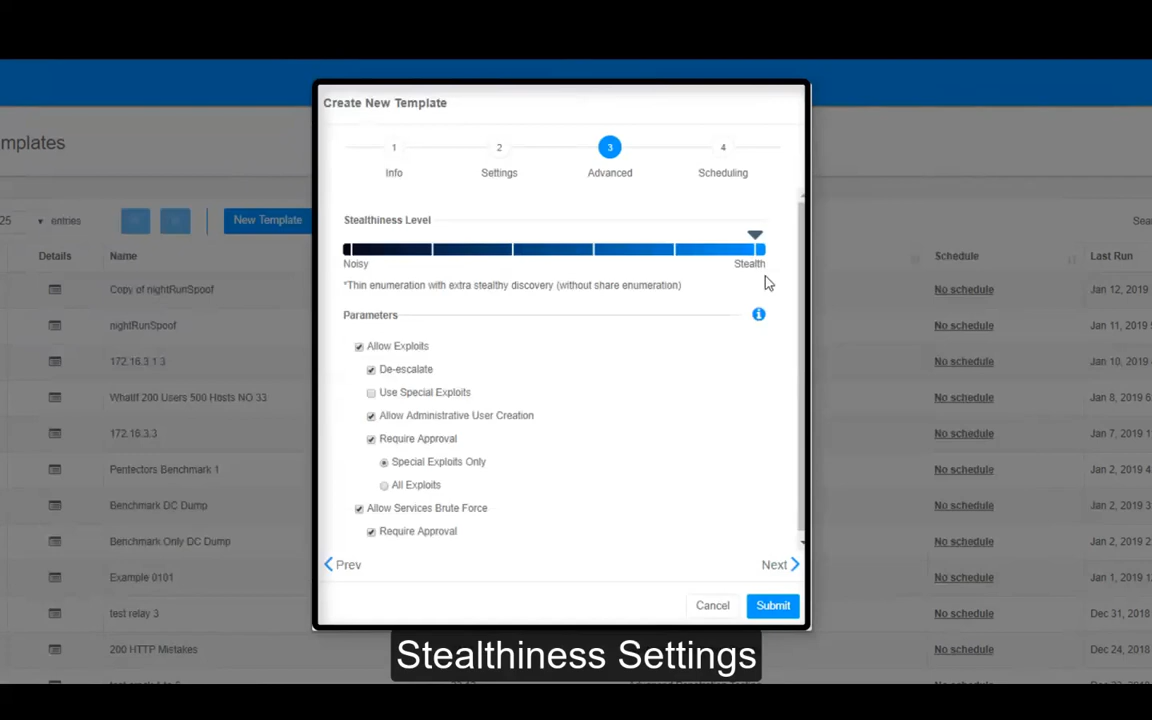 Create New Template
1
2
3
4
Info
Settings
Advanced
Scheduling
mplates
25
entries
New Template
Sea
Stealthiness Level
Noisy
Stealth
*Thin enumeration with extra stealthy discovery (without share enumeration)
Parameters
Allow Exploits
De-escalate
Use Special Exploits
Allow Administrative User Creation
Require Approval
Special Exploits Only
All Exploits
Allow Services Brute Force
Require Approval
Prev
Next
Cancel
Submit
Details
Name
Schedule
Last Run
Copy of nightRunSpoof
No schedule
Jan 12, 2019
nightRunSpoof
No schedule
Jan 11, 2019
172.16.3.1 3
No schedule
Jan 10, 2019
WhatIf 200 Users 500 Hosts NO 33
No schedule
Jan 8, 2019 6
172.16.3.3
No schedule
Jan 7, 2019 1
Pentectors Benchmark 1
No schedule
Jan 2, 2019 4
Benchmark DC Dump
No schedule
Jan 2, 2019 3
Benchmark Only DC Dump
No schedule
Jan 2, 2019 2
Example 0101
No schedule
Jan 1, 2019 2
test relay 3
No schedule
Dec 31, 2018
200 HTTP Mistakes
No schedule
Dec 24, 2018
Stealthiness Settings